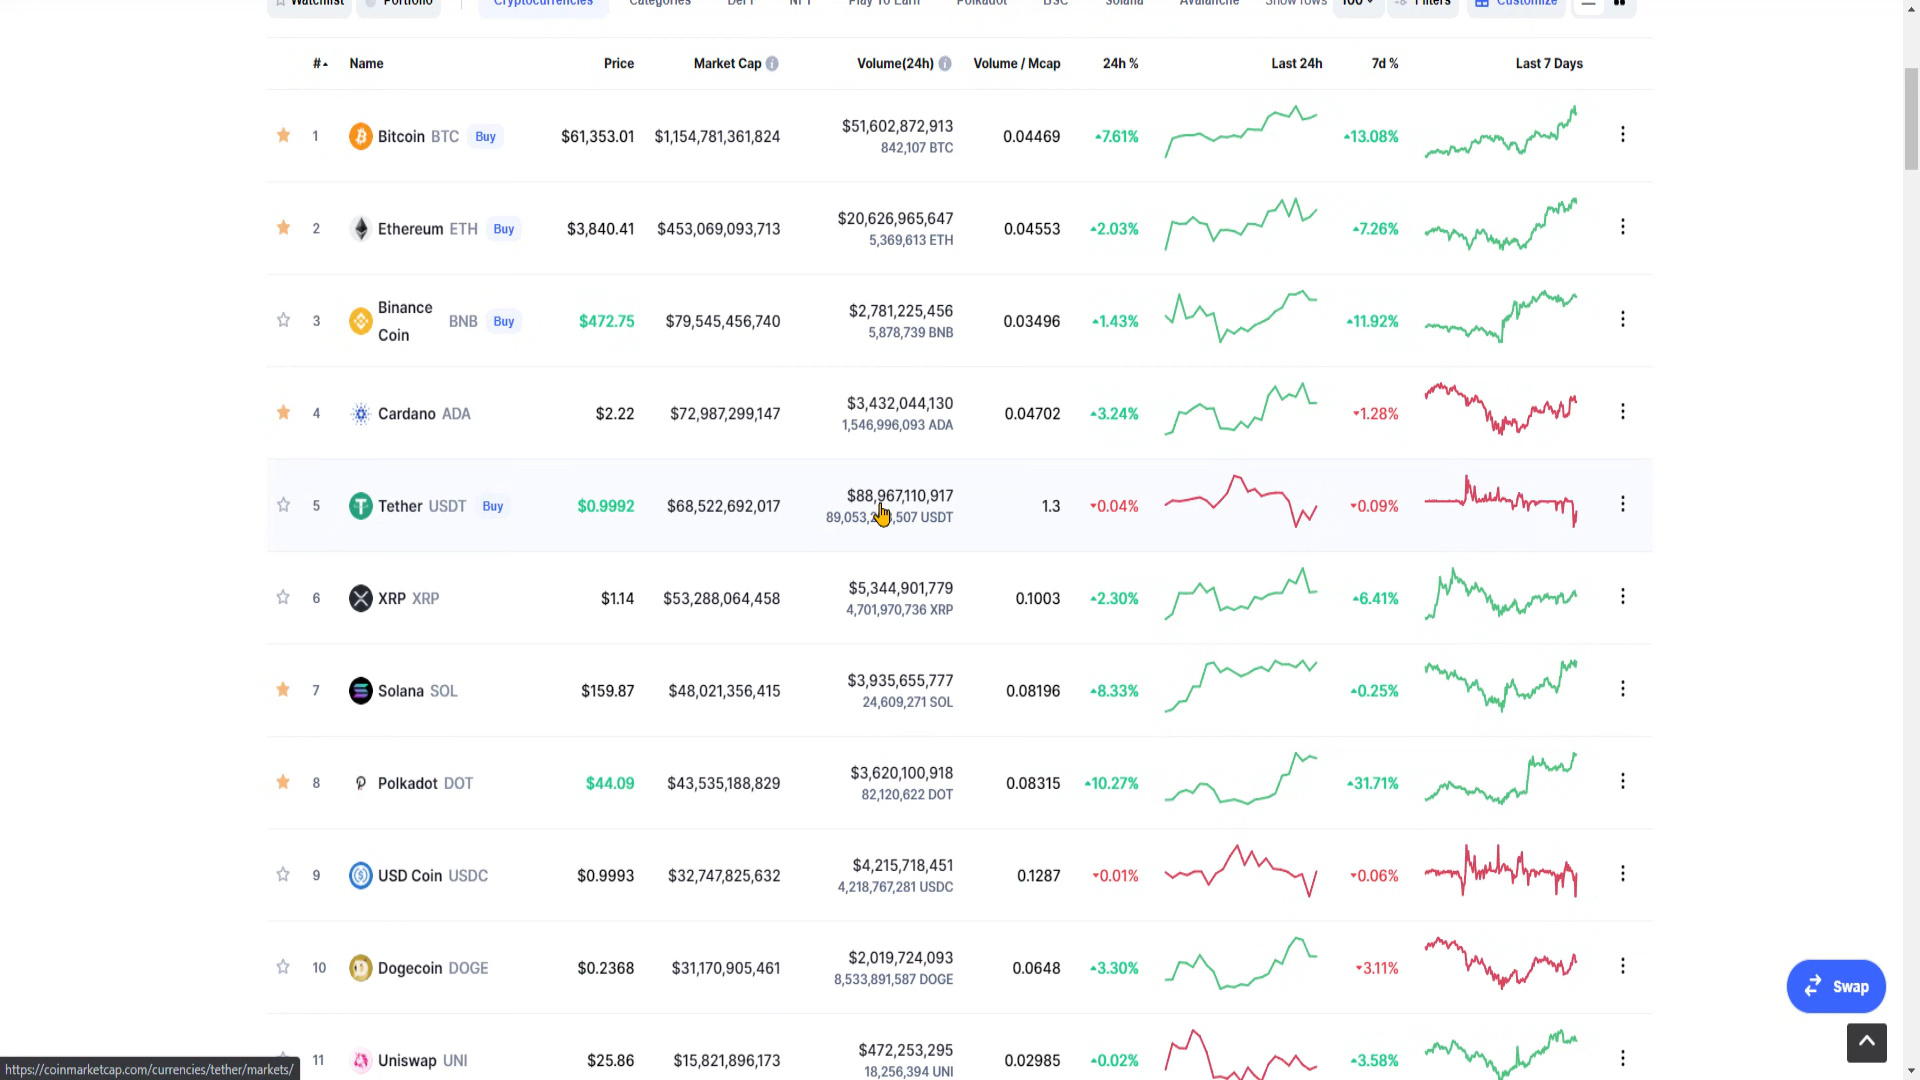 Watchlist Portfolio Cryptocurrencies Categories DeFi NFT Play To Earn Polkadot BSC Solana Avalanche Show rows 100 Filters Customize
# Name Price Market Cap Volume(24h) Volume / Mcap 24h % Last 24h 7d % Last 7 Days
1 Bitcoin BTC Buy $61,353.01 $1,154,781,361,824 $51,602,872,913 0.04469 7.61% 13.08%
842,107 BTC
2 Ethereum ETH Buy $3,840.41 $453,069,093,713 $20,626,965,647 0.04553 2.03% 7.26%
5,369,613 ETH
3 Binance Coin BNB Buy $472.75 $79,545,456,740 $2,781,225,456 0.03496 1.43% 11.92%
5,878,739 BNB
4 Cardano ADA $2.22 $72,987,299,147 $3,432,044,130 0.04702 3.24% 1.28%
1,546,996,093 ADA
5 Tether USDT Buy $0.9992 $68,522,692,017 $88,967,110,917 1.3 0.04% 0.09%
507 USDT
6 XRP XRP $1.14 $53,288,064,458 $5,344,901,779 0.1003 2.30% 6.41%
4,701,970,736 XRP
7 Solana SOL $159.87 $48,021,356,415 $3,935,655,777 0.08196 8.33% 0.25%
24,609,271 SOL
8 Polkadot DOT $44.09 $43,535,188,829 $3,620,100,918 0.08315 10.27% 31.71%
82,120,622 DOT
9 USD Coin USDC $0.9993 $32,747,825,632 $4,215,718,451 0.1287 0.01% 0.06%
4,218,767,281 USDC
10 Dogecoin DOGE $0.2368 $31,170,905,461 $2,019,724,093 0.0648 3.30% 3.11%
8,533,891,587 DOGE
Swap
11 Uniswap UNI $25.86 $15,821,896,173 $472,253,295 0.02985 0.02% 3.58%
18,256,394 UNI
https://coinmarketcap.com/currencies/tether/markets/